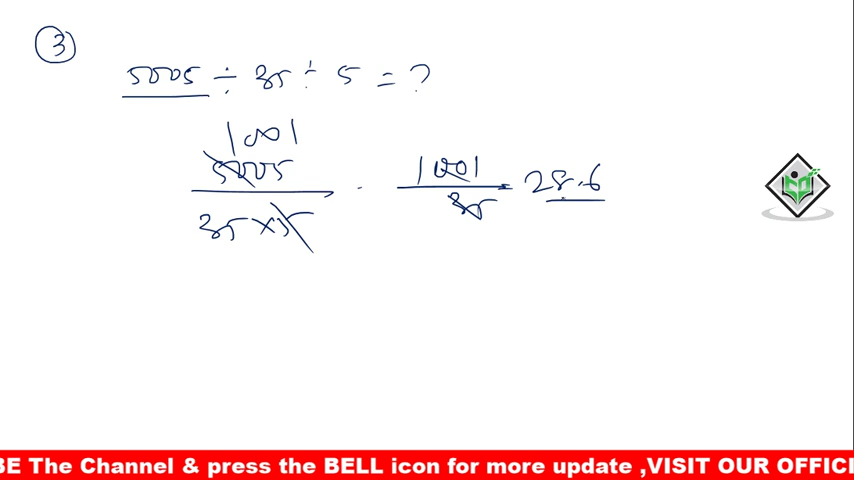 3
5005 ÷ 35 ÷ 5 = ?
1001
5005
35 × 5
1001
35
= 28.6
BE The Channel & press the BELL icon for more update ,VISIT OUR OFFIC